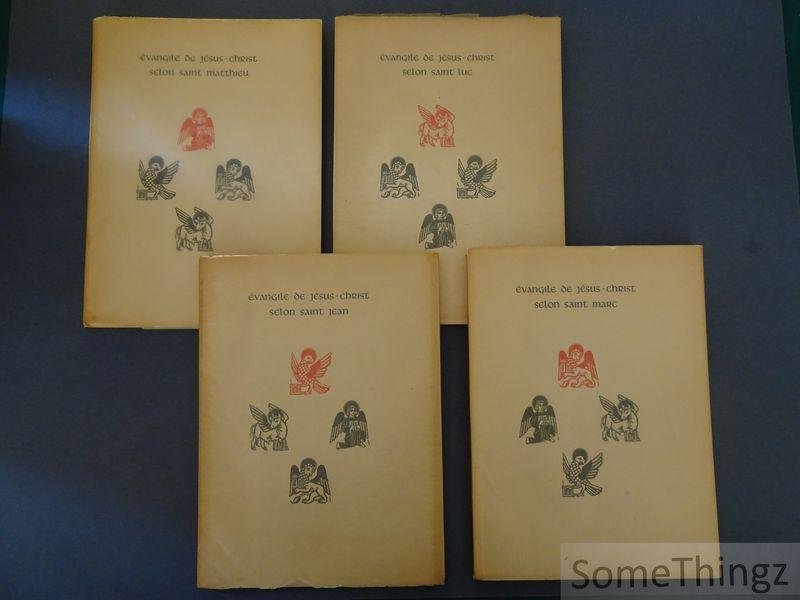 évangile de jésus-christ
selon saint matthieu
évangile de jésus-christ
selon saint luc
évangile de jésus-christ
selon saint jean
évangile de jésus-christ
selon saint marc
SomeThingz